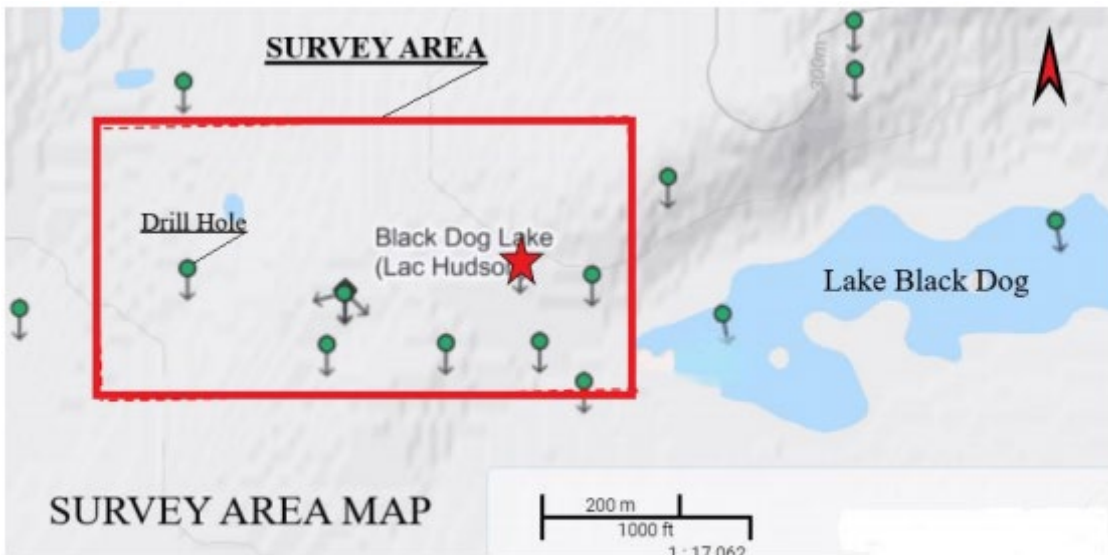 SURVEY AREA
300m
Drill Hole
Black Dog Lake
(Lac Hudso
Lake Black Dog
SURVEY AREA MAP
200 m
1000 ft
1 : 17,062